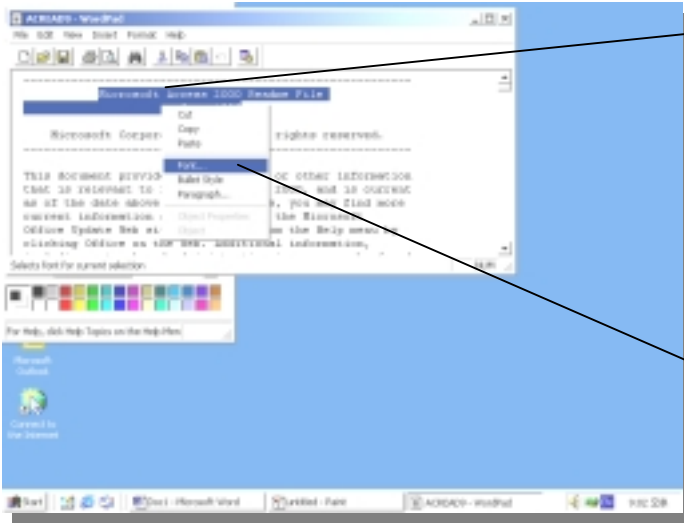 ACREAD9 - WordPad
File Edit View Insert Format Help
Microsoft Access 2000 Readme File
Microsoft Corpor rights reserved.
This document provid or other information
that is relevant to and is current
as of the date above you can find more
current information the Microsoft
Office Update Web si the Help menu by
clicking Office on the Web. Additional information,
Cut
Copy
Paste
Font...
Bullet Style
Paragraph...
Object Properties
Object
Selects font for current selection
For Help, click Help Topics on the Help Men
Microsoft
Outlook
Connect to
the Internet
Start
Doc1 - Microsoft Word
untitled - Paint
ACREAD9 - WordPad